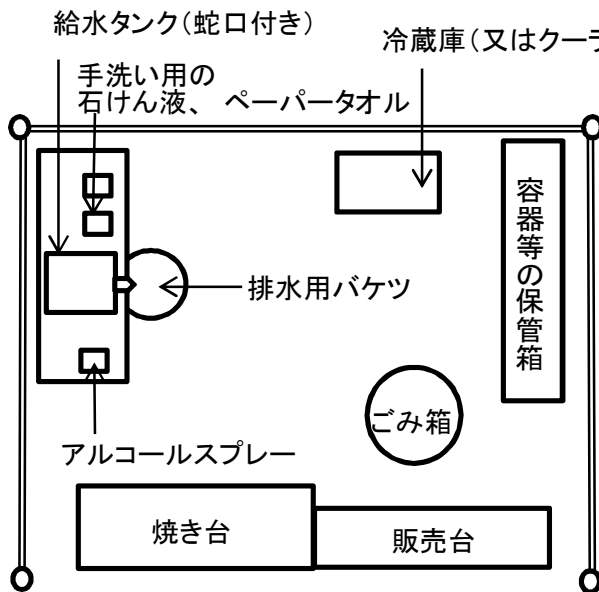 給水タンク(蛇口付き)
冷蔵庫(又はクーラ
手洗い用の
石けん液、 ペーパータオル
容器等の保管箱
排水用バケツ
ごみ箱
アルコールスプレー
焼き台
販売台